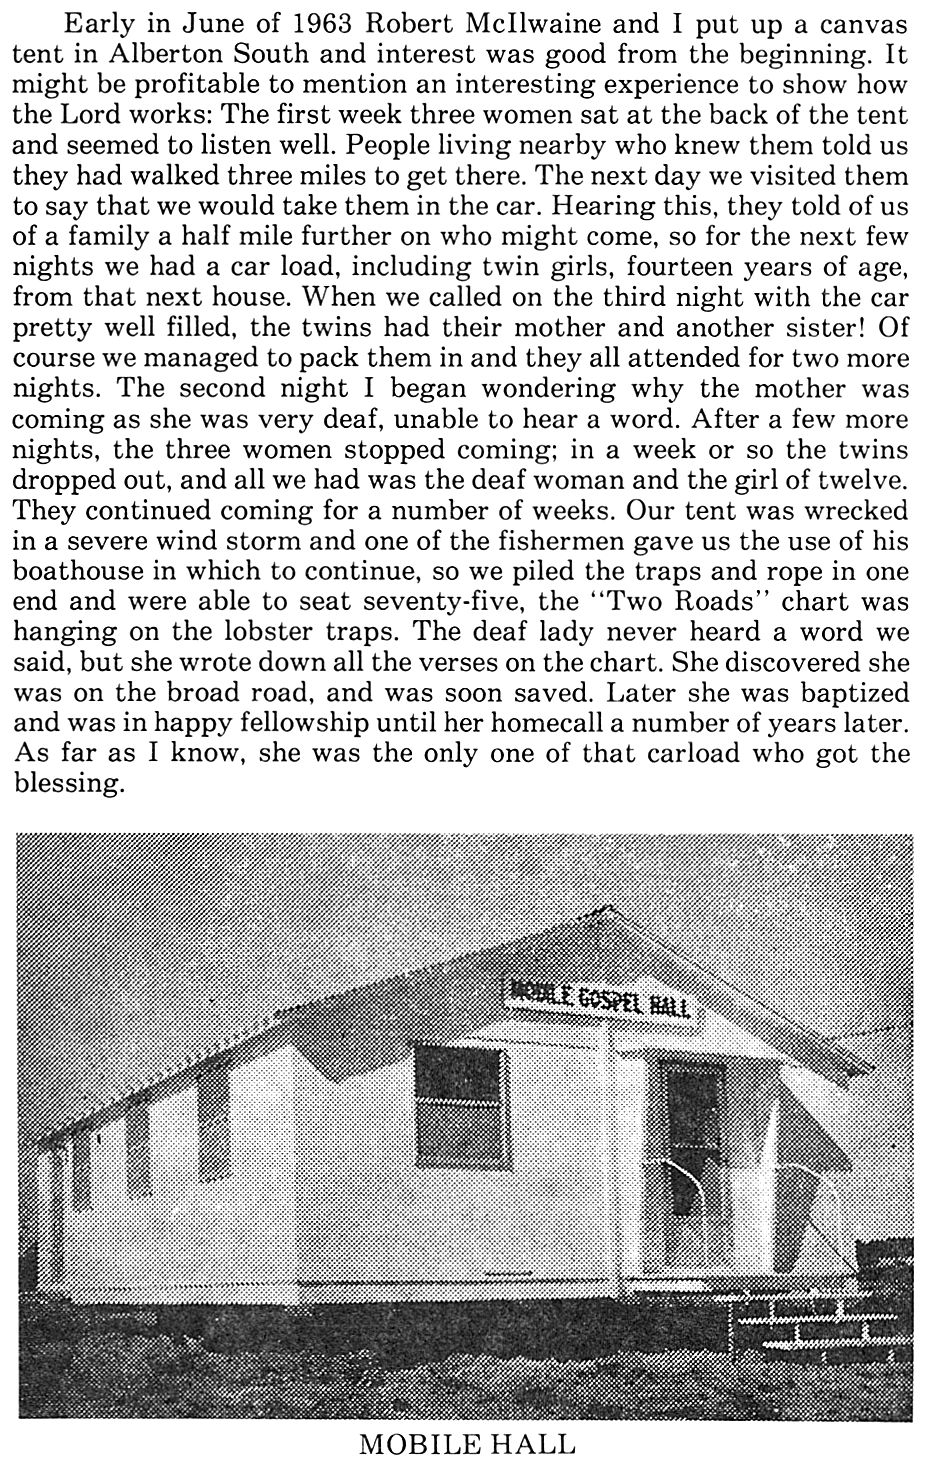 Early in June of 1963 Robert McIlwaine and I put up a canvas
tent in Alberton South and interest was good from the beginning. It
might be profitable to mention an interesting experience to show how
the Lord works: The first week three women sat at the back of the tent
and seemed to listen well. People living nearby who knew them told us
they had walked three miles to get there. The next day we visited them
to say that we would take them in the car. Hearing this, they told of us
of a family a half mile further on who might come, so for the next few
nights we had a car load, including twin girls, fourteen years of age,
from that next house. When we called on the third night with the car
pretty well filled, the twins had their mother and another sister! Of
course we managed to pack them in and they all attended for two more
nights. The second night I began wondering why the mother was
coming as she was very deaf, unable to hear a word. After a few more
nights, the three women stopped coming; in a week or so the twins
dropped out, and all we had was the deaf woman and the girl of twelve.
They continued coming for a number of weeks. Our tent was wrecked
in a severe wind storm and one of the fishermen gave us the use of his
boathouse in which to continue, so we piled the traps and rope in one
end and were able to seat seventy-five, the "Two Roads" chart was
hanging on the lobster traps. The deaf lady never heard a word we
said, but she wrote down all the verses on the chart. She discovered she
was on the broad road, and was soon saved. Later she was baptized
and was in happy fellowship until her homecall a number of years later.
As far as I know, she was the only one of that carload who got the
blessing.
MOBILE GOSPEL HALL
MOBILE HALL